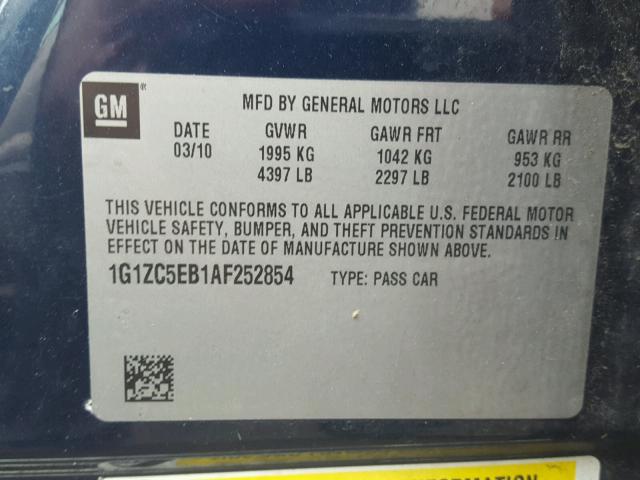 GM ®
MFD BY GENERAL MOTORS LLC
DATE GVWR GAWR FRT GAWR RR
03/10 1995 KG 1042 KG 953 KG
4397 LB 2297 LB 2100 LB
THIS VEHICLE CONFORMS TO ALL APPLICABLE U.S. FEDERAL MOTOR
VEHICLE SAFETY, BUMPER, AND THEFT PREVENTION STANDARDS IN
EFFECT ON THE DATE OF MANUFACTURE SHOWN ABOVE.
1G1ZC5EB1AF252854 TYPE: PASS CAR
INFORMATION